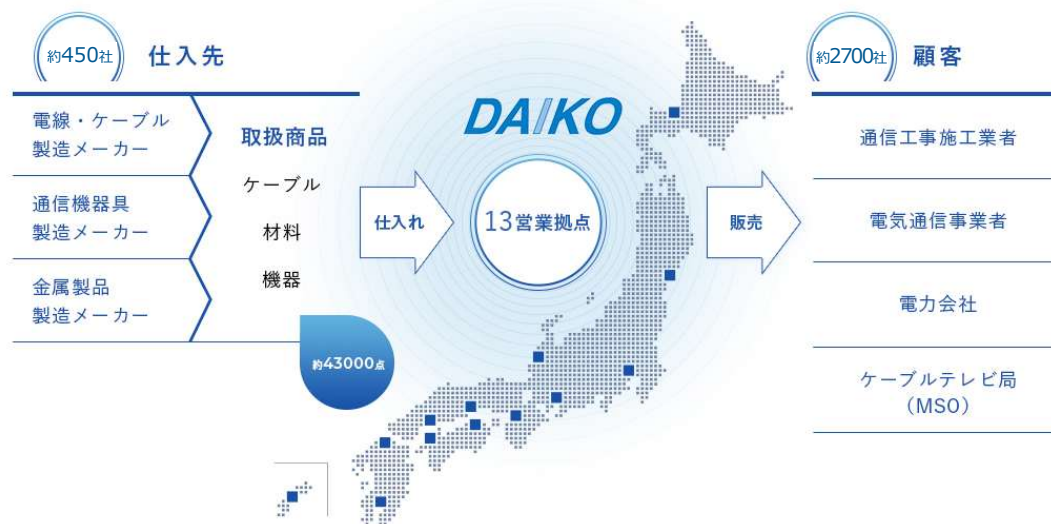 約450社
仕入先
電線・ケーブル
製造メーカー
通信機器具
製造メーカー
金属製品
製造メーカー
取扱商品
ケーブル
材料
機器
約43000点
仕入れ
DAIKO
13営業拠点
販売
約2700社
顧客
通信工事施工業者
電気通信事業者
電力会社
ケーブルテレビ局
（MSO）